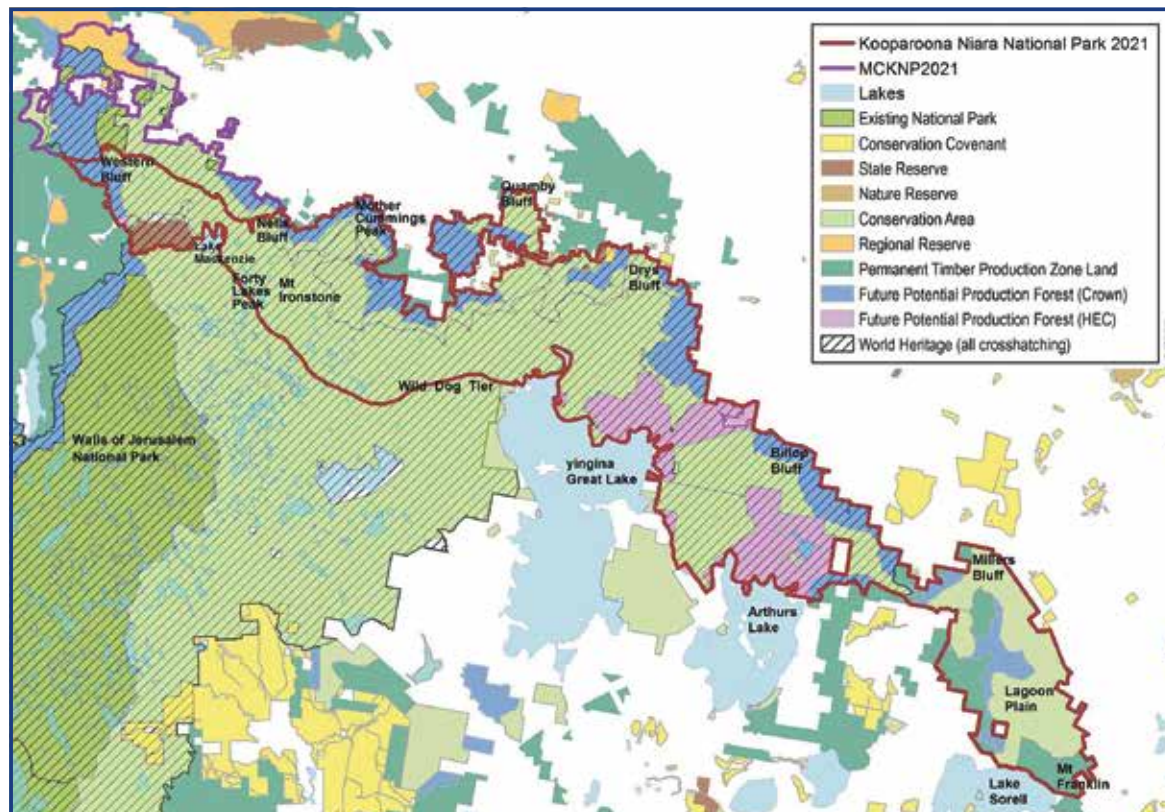 Kooparoona Niara National Park 2021
MCKNP2021
Lakes
Existing National Park
Conservation Covenant
State Reserve
Nature Reserve
Conservation Area
Regional Reserve
Permanent Timber Production Zone Land
Future Potential Production Forest (Crown)
Future Potential Production Forest (HEC)
World Heritage (all crosshatching)
Western
Bluff
Nells
Bluff
Mother
Cummings
Peak
Quamby
Bluff
Lake
Mackenzie
Forty
Lakes
Peak
Mt
Ironstone
Drys
Bluff
Wild Dog Tier
Walls of Jerusalem
National Park
yingina
Great Lake
Billop
Bluff
Millers
Bluff
Arthurs
Lake
Lagoon
Plain
Mt
Franklin
Lake
Sorell